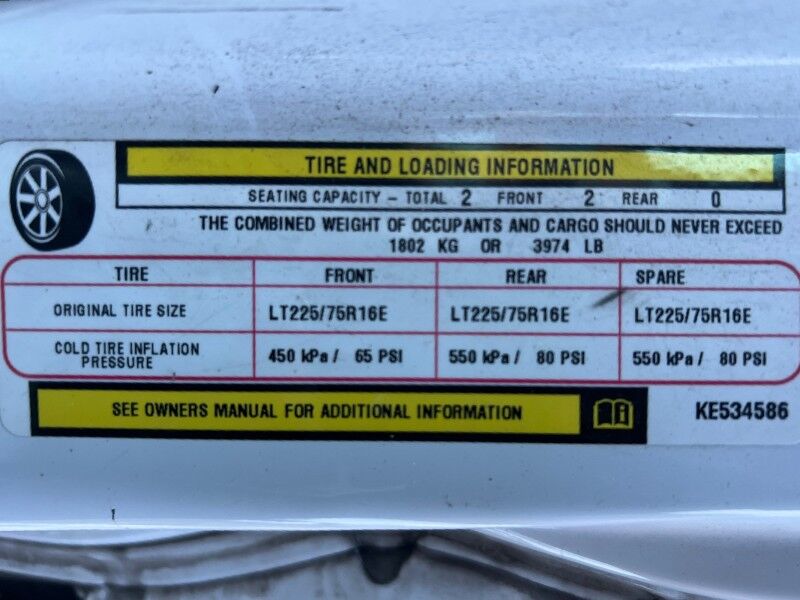 TIRE AND LOADING INFORMATION
SEATING CAPACITY - TOTAL 2 FRONT 2 REAR 0
THE COMBINED WEIGHT OF OCCUPANTS AND CARGO SHOULD NEVER EXCEED
1802 KG OR 3974 LB
TIRE FRONT REAR SPARE
ORIGINAL TIRE SIZE LT225/75R16E LT225/75R16E LT225/75R16E
COLD TIRE INFLATION PRESSURE 450 kPa/ 65 PSI 550 kPa/ 80 PSI 550 kPa/ 80 PSI
SEE OWNERS MANUAL FOR ADDITIONAL INFORMATION KE534586